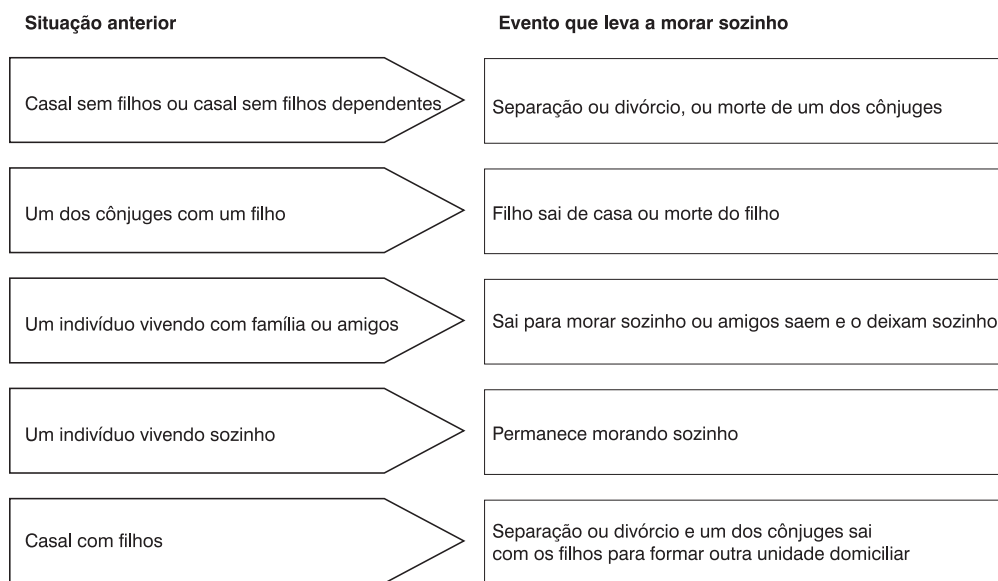 Situação anterior
Evento que leva a morar sozinho
Casal sem filhos ou casal sem filhos dependentes
Separação ou divórcio, ou morte de um dos cônjuges
Um dos cônjuges com um filho
Filho sai de casa ou morte do filho
Um indivíduo vivendo com família ou amigos
Sai para morar sozinho ou amigos saem e o deixam sozinho
Um indivíduo vivendo sozinho
Permanece morando sozinho
Casal com filhos
Separação ou divórcio e um dos cônjuges sai
com os filhos para formar outra unidade domiciliar